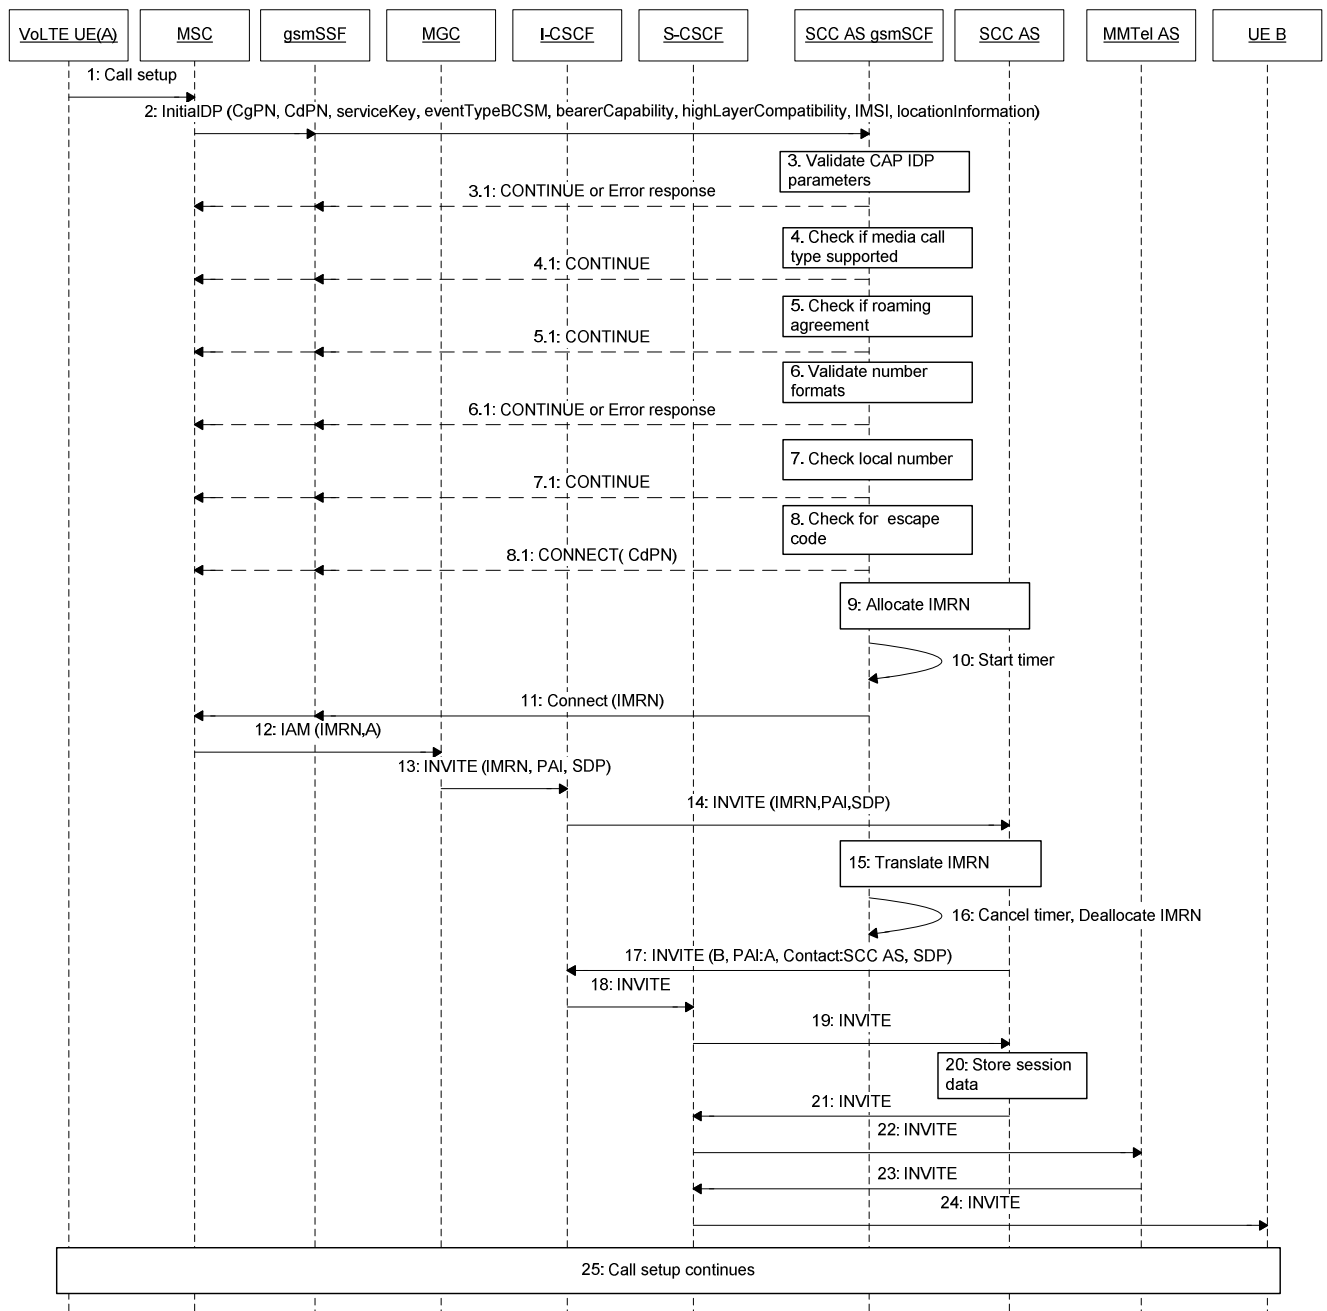 VoLTE UE(A)
MSC
gsmSSF
MGC
I-CSCF
S-CSCF
SCC AS gsmSCF
SCC AS
MMTel AS
UE B
1: Call setup
2: InitialDP (CgPN, CdPN, serviceKey, eventTypeBCSM, bearerCapability, highLayerCompatibility, IMSI, locationInformation)
3. Validate CAP IDP
parameters
3.1: CONTINUE or Error response
4. Check if media call
type supported
4.1: CONTINUE
5. Check if roaming
agreement
5.1: CONTINUE
6. Validate number
formats
6.1: CONTINUE or Error response
7. Check local number
7.1: CONTINUE
8. Check for escape
code
8.1: CONNECT( CdPN)
9: Allocate IMRN
10: Start timer
11: Connect (IMRN)
12: IAM (IMRN,A)
13: INVITE (IMRN, PAI, SDP)
14: INVITE (IMRN,PAI,SDP)
15: Translate IMRN
16: Cancel timer, Deallocate IMRN
17: INVITE (B, PAI:A, Contact:SCC AS, SDP)
18: INVITE
19: INVITE
20: Store session
data
21: INVITE
22: INVITE
23: INVITE
24: INVITE
25: Call setup continues